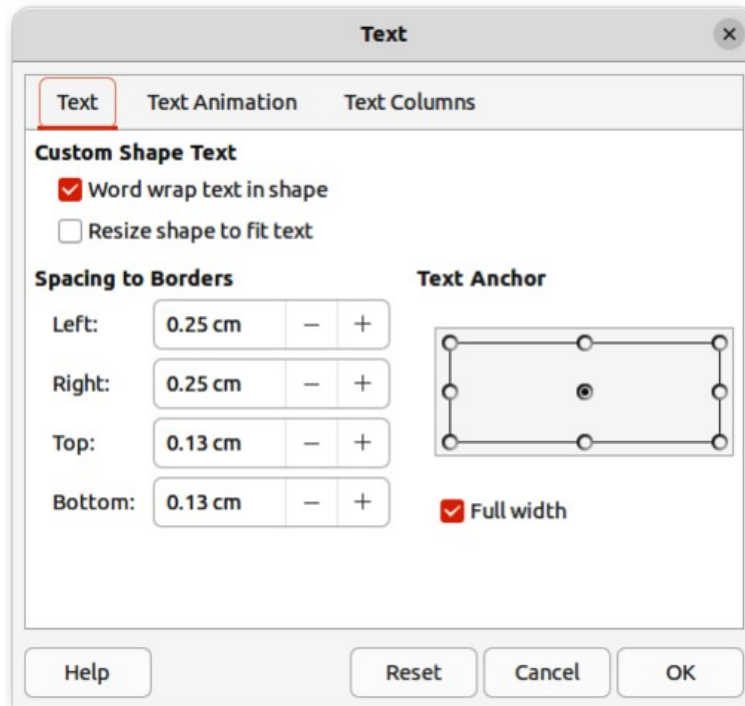 Text
Text Text Animation Text Columns
Custom Shape Text
Word wrap text in shape
Resize shape to fit text
Spacing to Borders Text Anchor
Left: 0.25 cm − +
Right: 0.25 cm − +
Top: 0.13 cm − +
Bottom: 0.13 cm − +
Full width
Help Reset Cancel OK